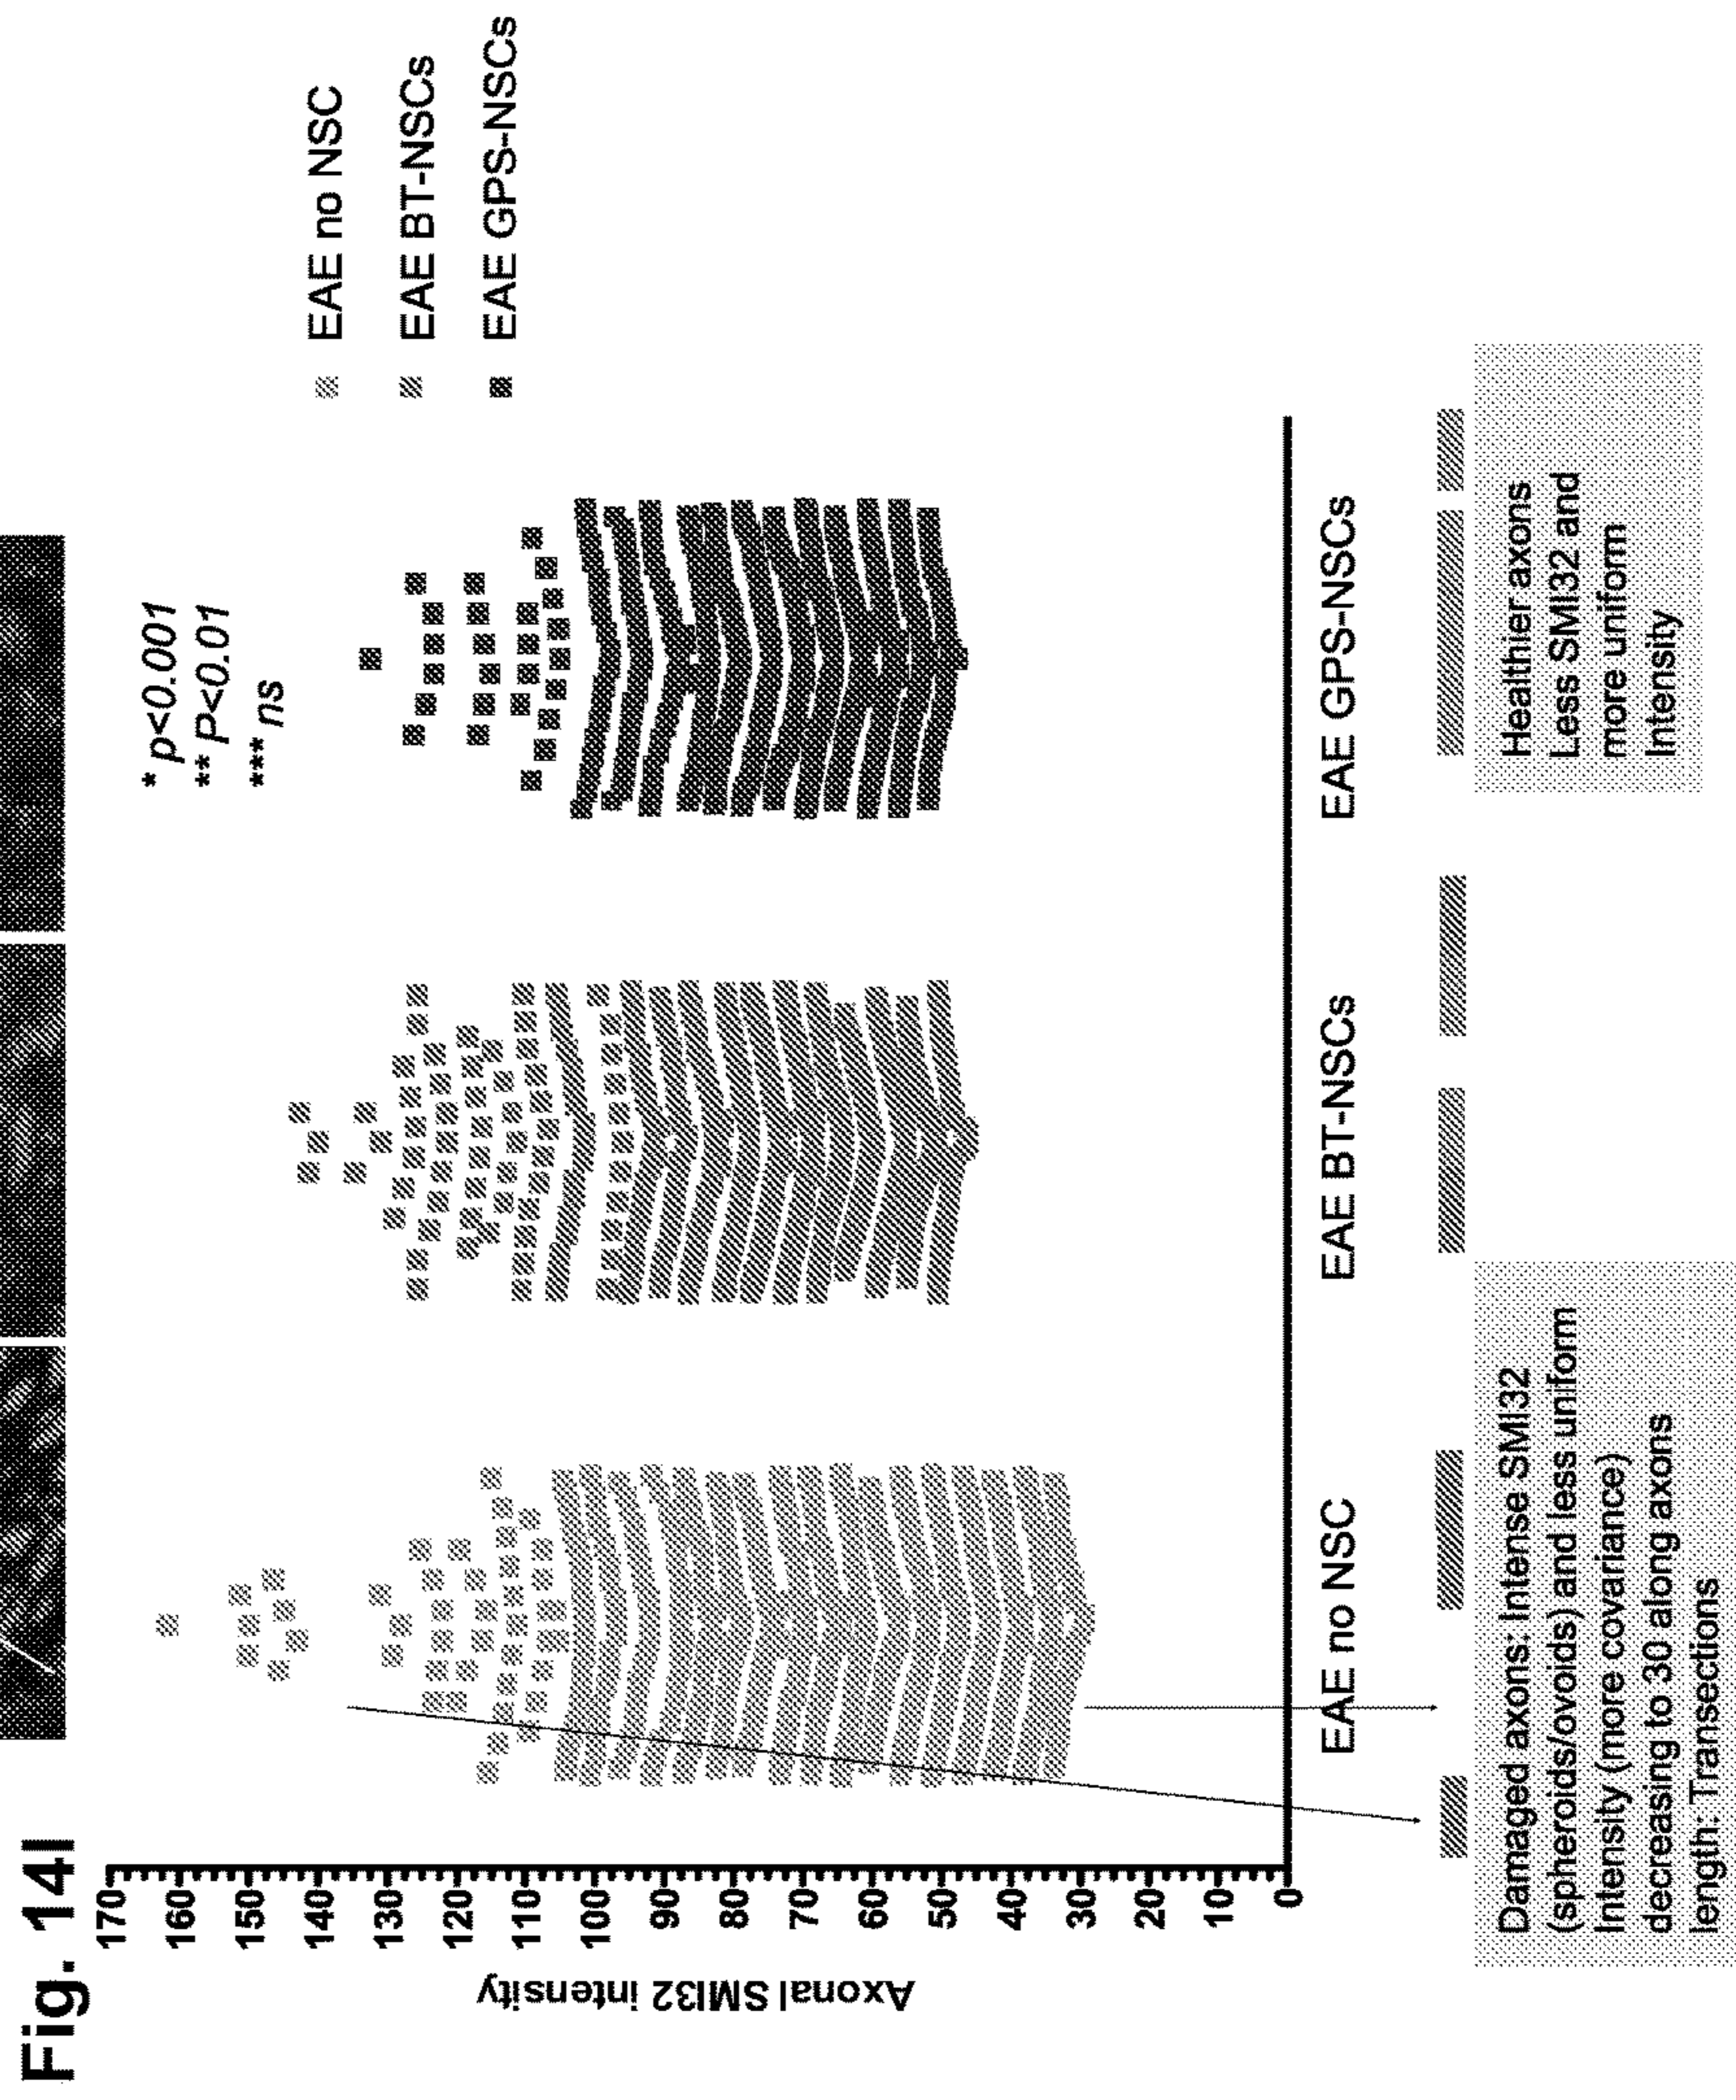 Fig. 14I
* p<0.001
** P<0.01
*** ns
EAE no NSC
EAE BT-NSCs
EAE GPS-NSCs
Axonal SMI32 intensity
170
160
150
140
130
120
110
100
90
80
70
60
50
40
30
20
10
0
EAE no NSC
EAE BT-NSCs
EAE GPS-NSCs
Damaged axons: Intense SMI32
(spheroids/ovoids) and less uniform
Intensity (more covariance)
decreasing to 30 along axons
length: Transections
Healthier axons
Less SMI32 and
more uniform
Intensity